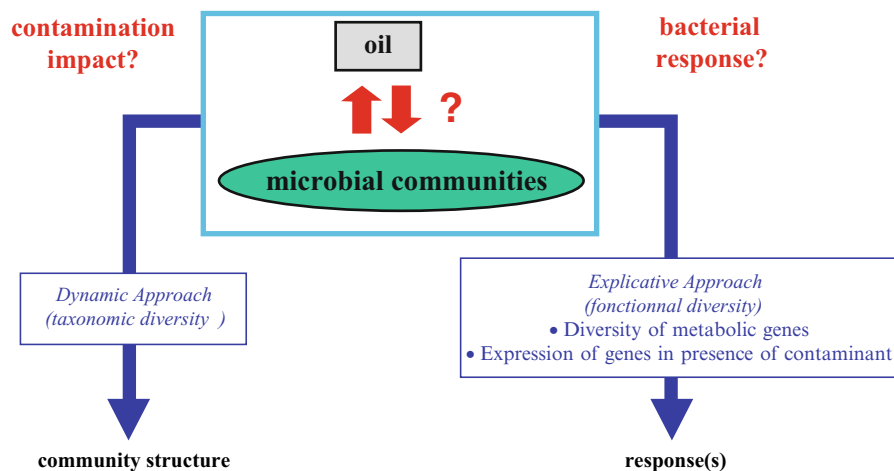 contamination
impact?
oil
bacterial
response?
?
microbial communities
Dynamic Approach
(taxonomic diversity )
Explicative Approach
(fonctionnal diversity)
• Diversity of metabolic genes
• Expression of genes in presence of contaminant
community structure
response(s)